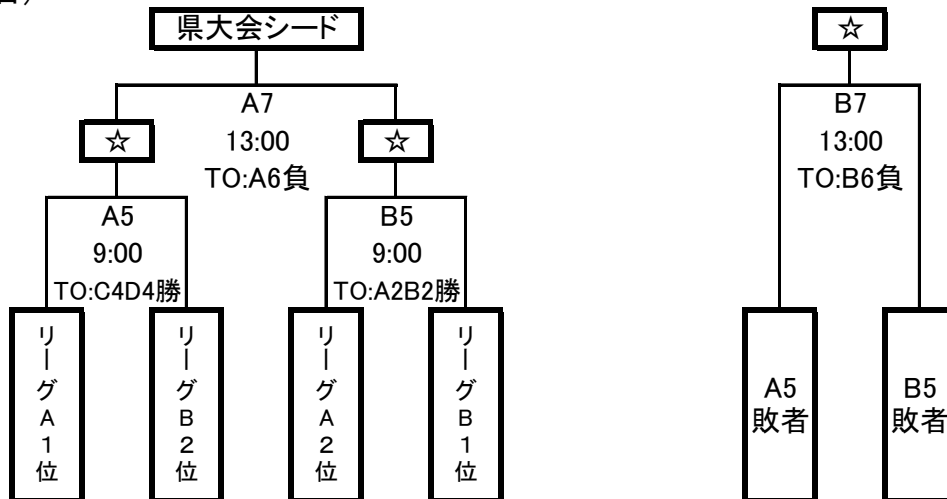 県大会シード
☆
A7
13:00
TO:A6負
☆
☆
A5
9:00
TO:C4D4勝
B5
9:00
TO:A2B2勝
B7
13:00
TO:B6負
リーグA1位
リーグB2位
リーグA2位
リーグB1位
A5
敗者
B5
敗者